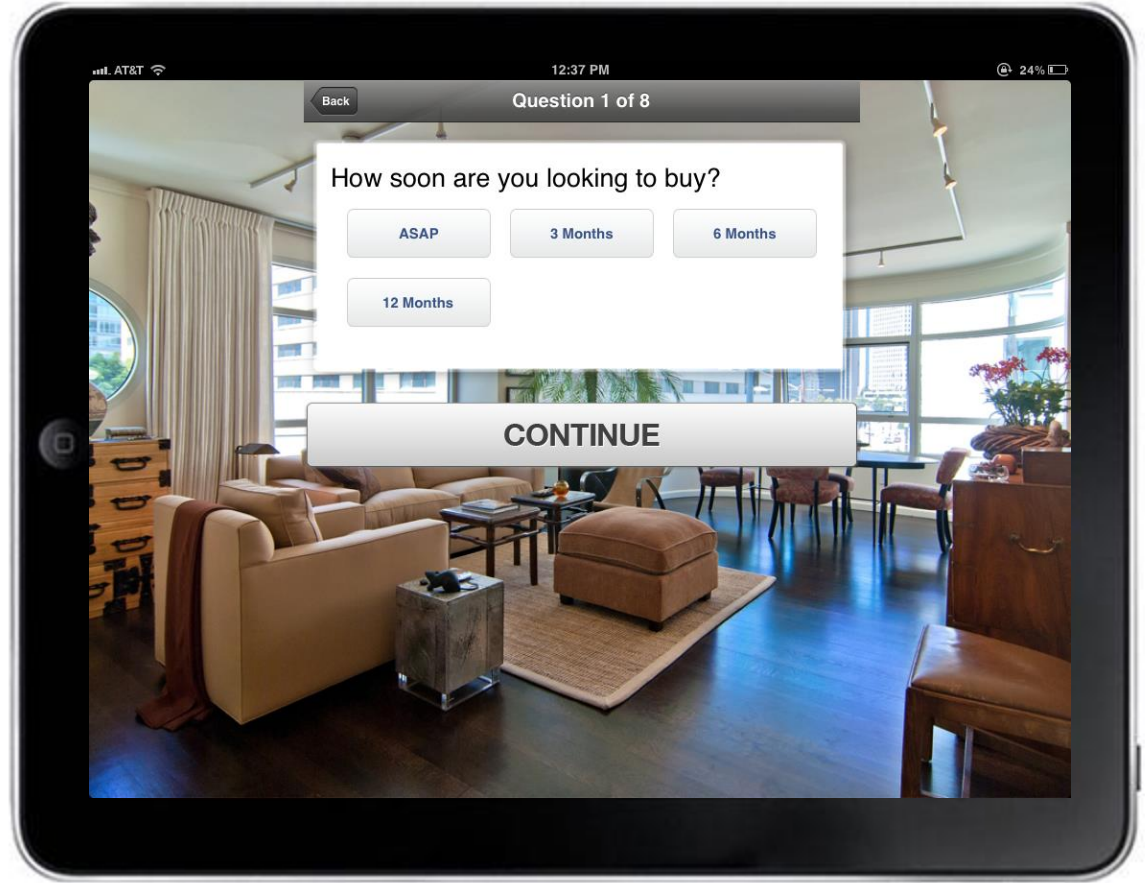 AT&T 12:37 PM 24%
Back Question 1 of 8
How soon are you looking to buy?
ASAP 3 Months 6 Months
12 Months
CONTINUE